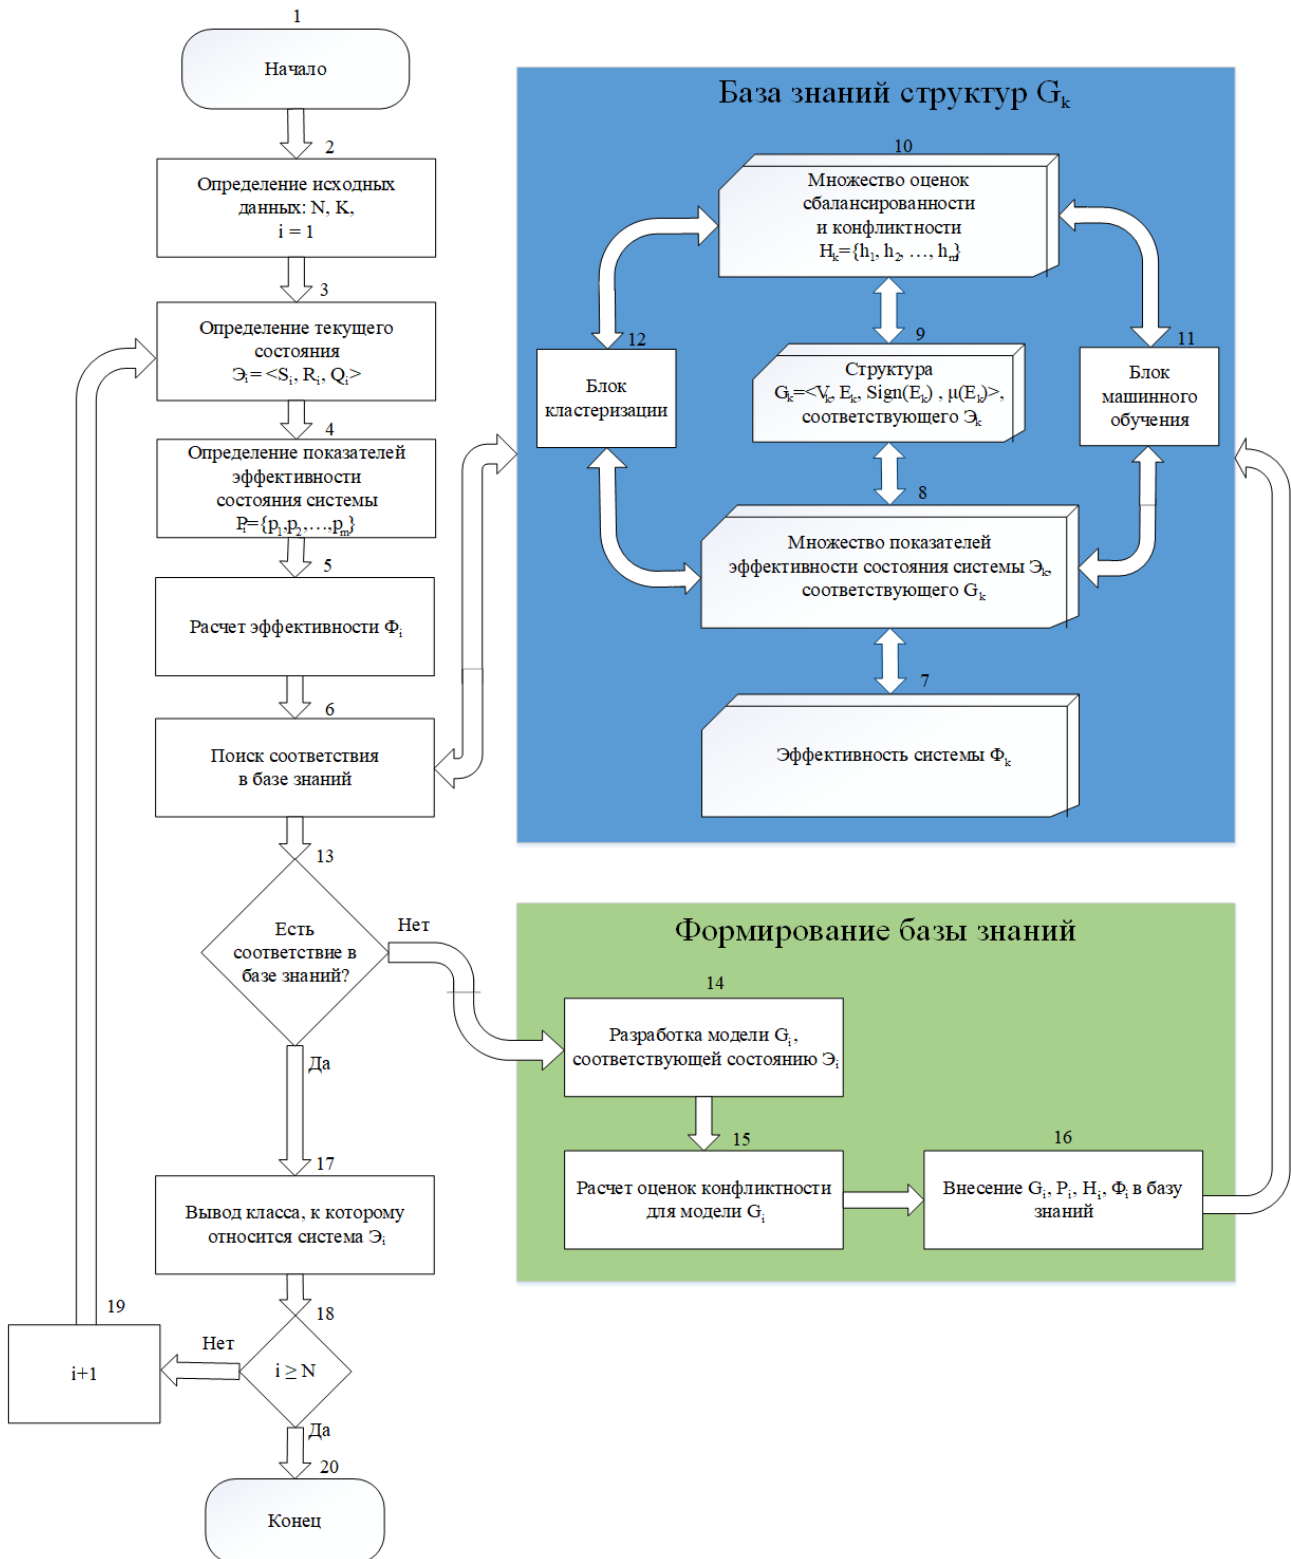 1
Начало
2
Определение исходных
данных: N, K,
i = 1
3
Определение текущего
состояния
Эi = <Si, Ri, Qi>
4
Определение показателей
эффективности
состояния системы
Pi={p1,p2,…,pm}
5
Расчет эффективности Фi
6
Поиск соответствия
в базе знаний
База знаний структур Gk
10
Множество оценок
сбалансированности
и конфликтности
Hk={h1, h2, …, hm}
12
Блок
кластеризации
9
Структура
Gk=<Vk, Ek, Sign(Ek) , μ(Ek)>,
соответствующего Эk
11
Блок
машинного
обучения
8
Множество показателей
эффективности состояния системы Эk,
соответствующего Gk
7
Эффективность системы Фk
13
Есть
соответствие в
базе знаний?
Нет
Да
Формирование базы знаний
14
Разработка модели Gi,
соответствующей состоянию Эi
15
Расчет оценок конфликтности
для модели Gi
16
Внесение Gi, Pi, Hi, Фi в базу
знаний
17
Вывод класса, к которому
относится система Эi
18
i ≥ N
Нет
19
i+1
Да
20
Конец